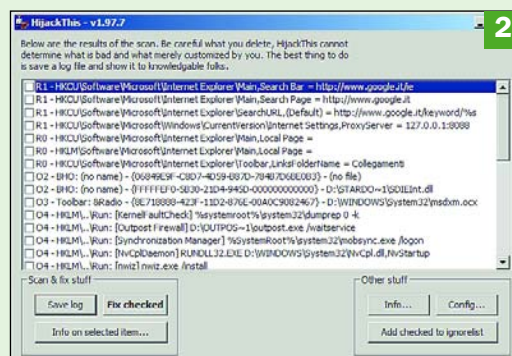 HijackThis - v1.97.7
2
Below are the results of the scan. Be careful what you delete, HijackThis cannot
determine what is bad and what merely customized by you. The best thing to do
is save a log file and show it to knowledgable folks.
R1 - HKCU\Software\Microsoft\Internet Explorer\Main,Search Bar = http://www.google.it/ie
R1 - HKCU\Software\Microsoft\Internet Explorer\Main,Search Page = http://www.google.it
R1 - HKCU\Software\Microsoft\Internet Explorer\SearchURL,(Default) = http://www.google.it/keyword/%s
R1 - HKCU\Software\Microsoft\Windows\CurrentVersion\Internet Settings,ProxyServer = 127.0.0.1:8088
R0 - HKCU\Software\Microsoft\Internet Explorer\Main,Local Page =
R0 - HKLM\Software\Microsoft\Internet Explorer\Main,Local Page =
R0 - HKCU\Software\Microsoft\Internet Explorer\Toolbar,LinksFolderName = Collegamenti
O2 - BHO: (no name) - {06849E9F-C8D7-4D59-B87D-784B7D6BE0B3} - (no file)
O2 - BHO: (no name) - {FFFFFEF0-5B30-21D4-945D-000000000000} - D:\STARDO~1\SDIEInt.dll
O3 - Toolbar: &Radio - {8E718888-423F-11D2-876E-00A0C9082467} - D:\WINDOWS\System32\msdxm.ocx
O4 - HKLM\..\Run: [KernelFaultCheck] %systemroot%\system32\dumprep 0 -k
O4 - HKLM\..\Run: [Outpost Firewall] D:\OUTPOS~1\outpost.exe /waitservice
O4 - HKLM\..\Run: [Synchronization Manager] %SystemRoot%\system32\mobsync.exe /logon
O4 - HKLM\..\Run: [NvCplDaemon] RUNDLL32.EXE D:\WINDOWS\System32\NvCpl.dll,NvStartup
O4 - HKLM\..\Run: [nwiz] nwiz.exe /install
Scan & fix stuff
Other stuff
Save log
Fix checked
Info...
Config...
Info on selected item...
Add checked to ignorelist